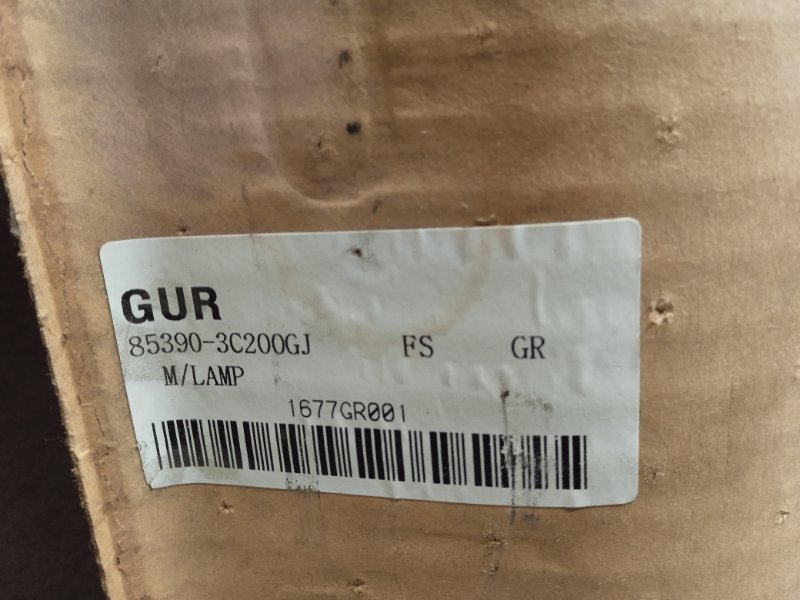 GUR
85390-3C200GJ FS GR
M/LAMP
1677GR001